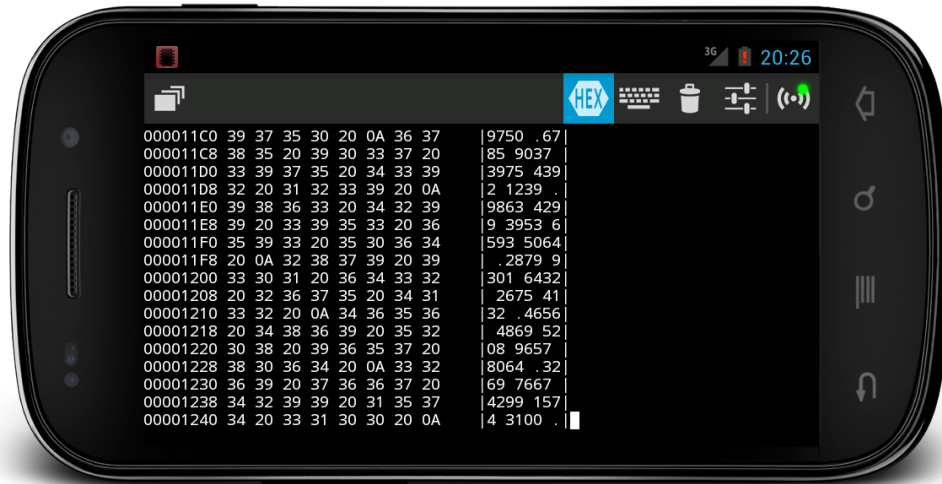 3G 20:26
HEX
000011C0 39 37 35 30 20 0A 36 37 |9750 .67|
000011C8 38 35 20 39 30 33 37 20 |85 9037 |
000011D0 33 39 37 35 20 34 33 39 |3975 439|
000011D8 32 20 31 32 33 39 20 0A |2 1239 .|
000011E0 39 38 36 33 20 34 32 39 |9863 429|
000011E8 39 20 33 39 35 33 20 36 |9 3953 6|
000011F0 35 39 33 20 35 30 36 34 |593 5064|
000011F8 20 0A 32 38 37 39 20 39 | .2879 9|
00001200 33 30 31 20 36 34 33 32 |301 6432|
00001208 20 32 36 37 35 20 34 31 | 2675 41|
00001210 33 32 20 0A 34 36 35 36 |32 .4656|
00001218 20 34 38 36 39 20 35 32 | 4869 52|
00001220 30 38 20 39 36 35 37 20 |08 9657 |
00001228 38 30 36 34 20 0A 33 32 |8064 .32|
00001230 36 39 20 37 36 36 37 20 |69 7667 |
00001238 34 32 39 39 20 31 35 37 |4299 157|
00001240 34 20 33 31 30 30 20 0A |4 3100 .|